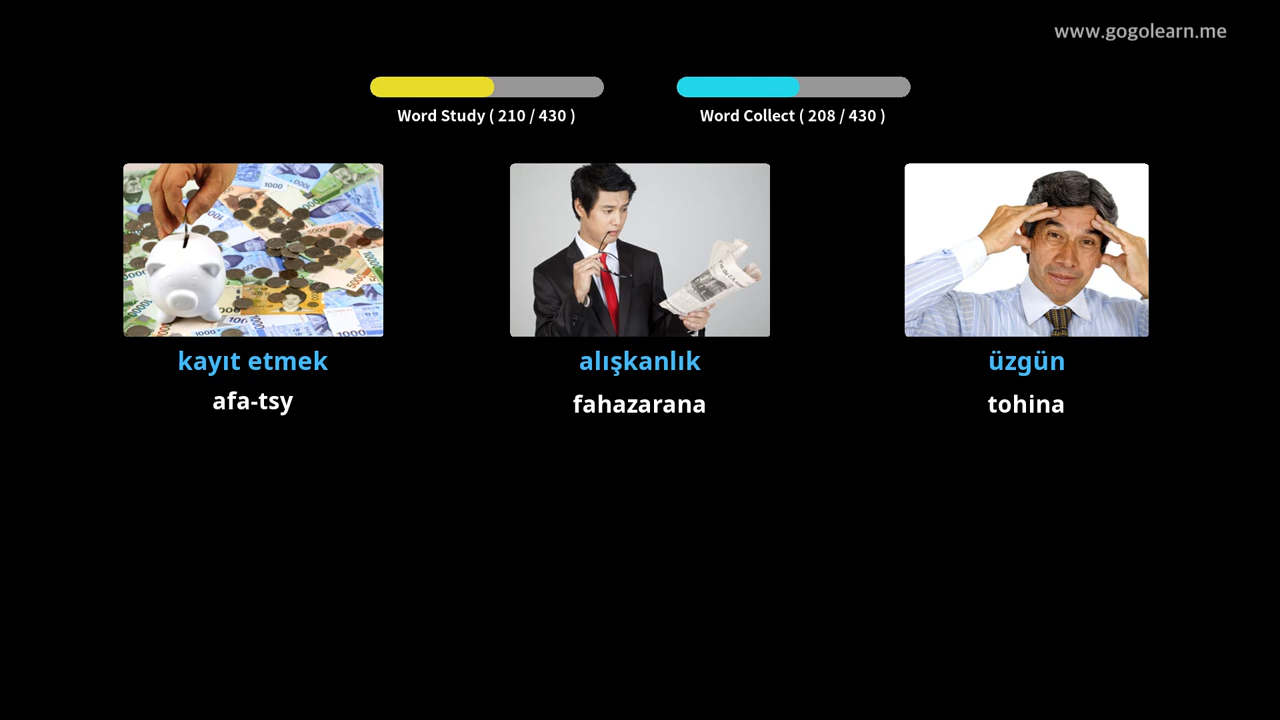 www.gogolearn.me
Word Study ( 210 / 430 )
Word Collect ( 208 / 430 )
kayıt etmek
afa-tsy
alışkanlık
fahazarana
üzgün
tohina